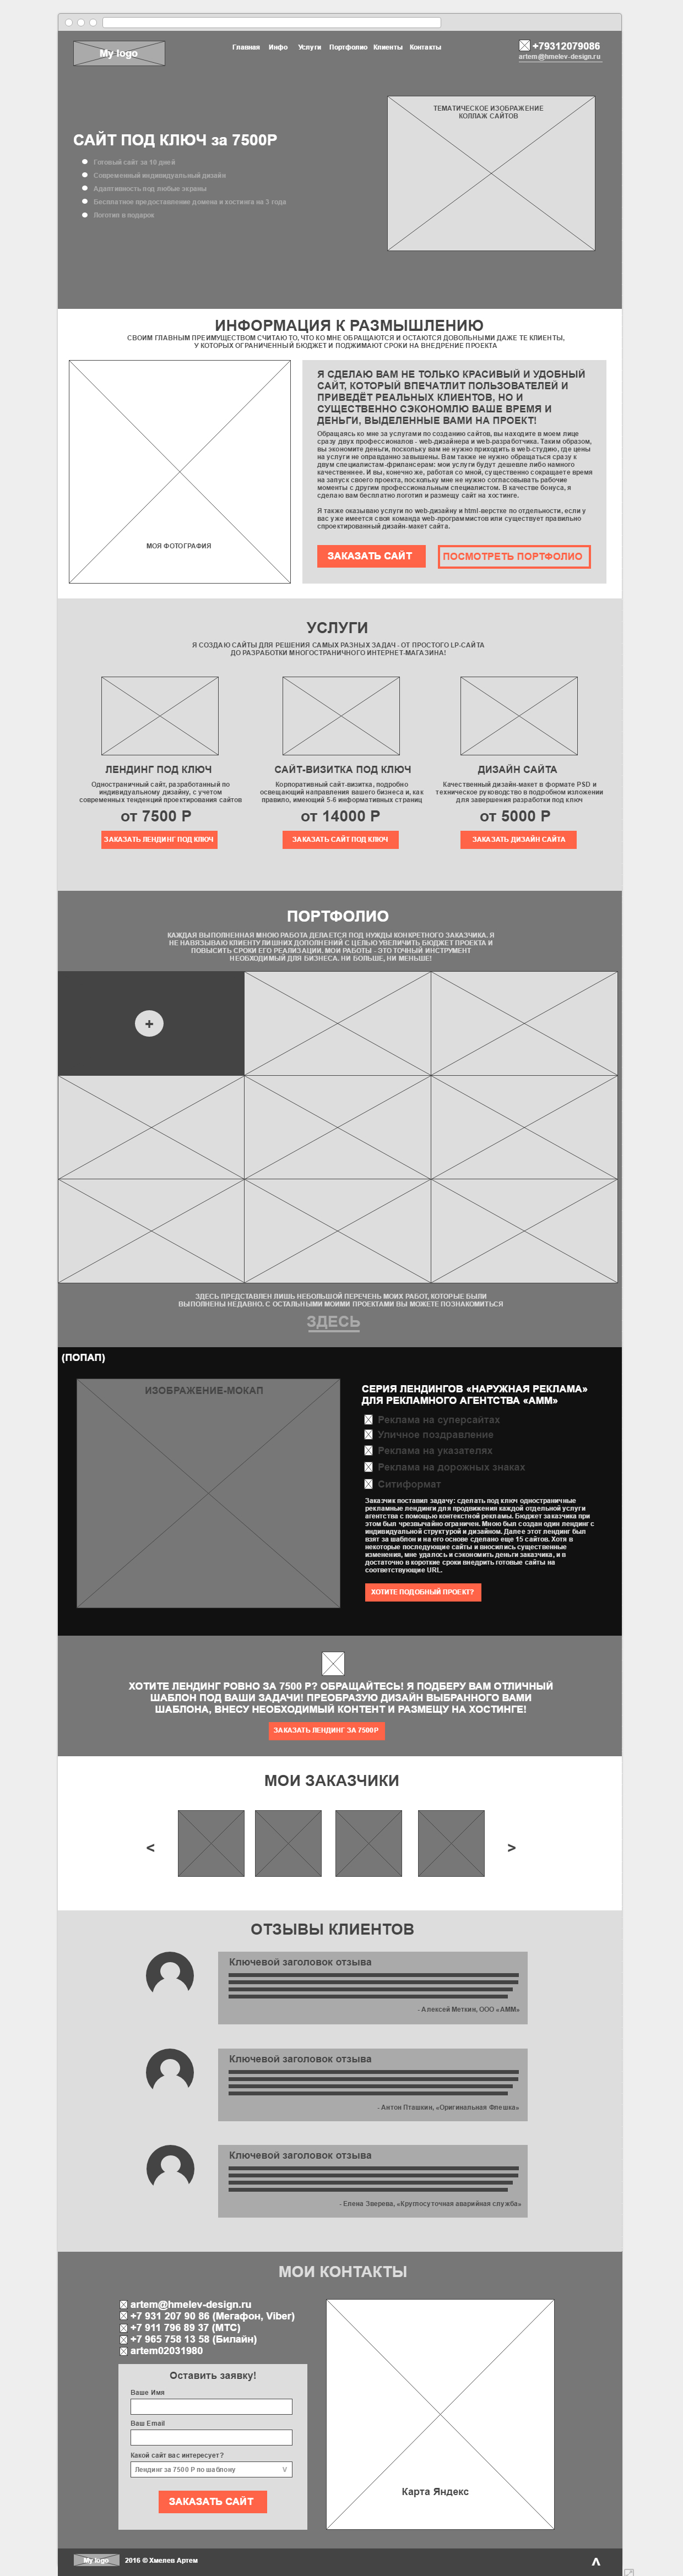 My logo
Главная Инфо Услуги Портфолио Клиенты Контакты
+79312079086
artem@hmelev-design.ru
ТЕМАТИЧЕСКОЕ ИЗОБРАЖЕНИЕ
КОЛЛАЖ САЙТОВ
САЙТ ПОД КЛЮЧ за 7500Р
Готовый сайт за 10 дней
Современный индивидуальный дизайн
Адаптивность под любые экраны
Бесплатное предоставление домена и хостинга на 3 года
Логотип в подарок
ИНФОРМАЦИЯ К РАЗМЫШЛЕНИЮ
СВОИМ ГЛАВНЫМ ПРЕИМУЩЕСТВОМ СЧИТАЮ ТО, ЧТО КО МНЕ ОБРАЩАЮТСЯ И ОСТАЮТСЯ ДОВОЛЬНЫМИ ДАЖЕ ТЕ КЛИЕНТЫ,
У КОТОРЫХ ОГРАНИЧЕННЫЙ БЮДЖЕТ И ПОДЖИМАЮТ СРОКИ НА ВНЕДРЕНИЕ ПРОЕКТА
МОЯ ФОТОГРАФИЯ
Я СДЕЛАЮ ВАМ НЕ ТОЛЬКО КРАСИВЫЙ И УДОБНЫЙ
САЙТ, КОТОРЫЙ ВПЕЧАТЛИТ ПОЛЬЗОВАТЕЛЕЙ И
ПРИВЕДЁТ РЕАЛЬНЫХ КЛИЕНТОВ, НО И
СУЩЕСТВЕННО СЭКОНОМЛЮ ВАШЕ ВРЕМЯ И
ДЕНЬГИ, ВЫДЕЛЕННЫЕ ВАМИ НА ПРОЕКТ!
Обращаясь ко мне за услугами по созданию сайтов, вы находите в моем лице
сразу двух профессионалов - web-дизайнера и web-разработчика. Таким образом,
вы экономите деньги, поскольку вам не нужно приходить в web-студию, где цены
на услуги не оправданно завышены. Вам также не нужно обращаться сразу к
двум специалистам-фрилансерам: мои услуги будут дешевле либо намного
качественнее. И вы, конечно же, работая со мной, существенно сокращаете время
на запуск своего проекта, поскольку мне не нужно согласовывать рабочие
моменты с другим профессиональным специалистом. В качестве бонуса, я
сделаю вам бесплатно логотип и размещу сайт на хостинге.
Я также оказываю услуги по web-дизайну и html-верстке по отдельности, если у
вас уже имеется своя команда web-программистов или существует правильно
спроектированный дизайн-макет сайта.
ЗАКАЗАТЬ САЙТ
ПОСМОТРЕТЬ ПОРТФОЛИО
УСЛУГИ
Я СОЗДАЮ САЙТЫ ДЛЯ РЕШЕНИЯ САМЫХ РАЗНЫХ ЗАДАЧ - ОТ ПРОСТОГО LP-САЙТА
ДО РАЗРАБОТКИ МНОГОСТРАНИЧНОГО ИНТЕРНЕТ-МАГАЗИНА!
ЛЕНДИНГ ПОД КЛЮЧ
Одностраничный сайт, разработанный по
индивидуальному дизайну, с учетом
современных тенденций проектирования сайтов
от 7500 Р
ЗАКАЗАТЬ ЛЕНДИНГ ПОД КЛЮЧ
САЙТ-ВИЗИТКА ПОД КЛЮЧ
Корпоративный сайт-визитка, подробно
освещающий направления вашего бизнеса и, как
правило, имеющий 5-6 информативных страниц
от 14000 Р
ЗАКАЗАТЬ САЙТ ПОД КЛЮЧ
ДИЗАЙН САЙТА
Качественный дизайн-макет в формате PSD и
техническое руководство в подробном изложении
для завершения разработки под ключ
от 5000 Р
ЗАКАЗАТЬ ДИЗАЙН САЙТА
ПОРТФОЛИО
КАЖДАЯ ВЫПОЛНЕННАЯ МНОЮ РАБОТА ДЕЛАЕТСЯ ПОД НУЖДЫ КОНКРЕТНОГО ЗАКАЗЧИКА. Я
НЕ НАВЯЗЫВАЮ КЛИЕНТУ ЛИШНИХ ДОПОЛНЕНИЙ С ЦЕЛЬЮ УВЕЛИЧИТЬ БЮДЖЕТ ПРОЕКТА И
ПОВЫСИТЬ СРОКИ ЕГО РЕАЛИЗАЦИИ. МОИ РАБОТЫ - ЭТО ТОЧНЫЙ ИНСТРУМЕНТ
НЕОБХОДИМЫЙ ДЛЯ БИЗНЕСА. НИ БОЛЬШЕ, НИ МЕНЬШЕ!
+
ЗДЕСЬ ПРЕДСТАВЛЕН ЛИШЬ НЕБОЛЬШОЙ ПЕРЕЧЕНЬ МОИХ РАБОТ, КОТОРЫЕ БЫЛИ
ВЫПОЛНЕНЫ НЕДАВНО. С ОСТАЛЬНЫМИ МОИМИ ПРОЕКТАМИ ВЫ МОЖЕТЕ ПОЗНАКОМИТЬСЯ
ЗДЕСЬ
(ПОПАП)
ИЗОБРАЖЕНИЕ-МОКАП
СЕРИЯ ЛЕНДИНГОВ «НАРУЖНАЯ РЕКЛАМА»
ДЛЯ РЕКЛАМНОГО АГЕНТСТВА «АММ»
Реклама на суперсайтах
Уличное поздравление
Реклама на указателях
Реклама на дорожных знаках
Ситиформат
Заказчик поставил задачу: сделать под ключ одностраничные
рекламные лендинги для продвижения каждой отдельной услуги
агентства с помощью контекстной рекламы. Бюджет заказчика при
этом был чрезвычайно ограничен. Мною был создан один лендинг с
индивидуальной структурой и дизайном. Далее этот лендинг был
взят за шаблон и на его основе сделано еще 15 сайтов. Хотя в
некоторые последующие сайты и вносились существенные
изменения, мне удалось и сэкономить деньги заказчика, и в
достаточно в короткие сроки внедрить готовые сайты на
соответствующие URL.
ХОТИТЕ ПОДОБНЫЙ ПРОЕКТ?
ХОТИТЕ ЛЕНДИНГ РОВНО ЗА 7500 Р? ОБРАЩАЙТЕСЬ! Я ПОДБЕРУ ВАМ ОТЛИЧНЫЙ
ШАБЛОН ПОД ВАШИ ЗАДАЧИ! ПРЕОБРАЗУЮ ДИЗАЙН ВЫБРАННОГО ВАМИ
ШАБЛОНА, ВНЕСУ НЕОБХОДИМЫЙ КОНТЕНТ И РАЗМЕЩУ НА ХОСТИНГЕ!
ЗАКАЗАТЬ ЛЕНДИНГ ЗА 7500Р
МОИ ЗАКАЗЧИКИ
< >
ОТЗЫВЫ КЛИЕНТОВ
Ключевой заголовок отзыва
- Алексей Меткин, ООО «АММ»
Ключевой заголовок отзыва
- Антон Пташкин, «Оригинальная Флешка»
Ключевой заголовок отзыва
- Елена Зверева, «Круглосуточная аварийная служба»
МОИ КОНТАКТЫ
artem@hmelev-design.ru
+7 931 207 90 86 (Мегафон, Viber)
+7 911 796 89 37 (МТС)
+7 965 758 13 58 (Билайн)
artem02031980
Оставить заявку!
Ваше Имя
Ваш Email
Какой сайт вас интересует?
Лендинг за 7500 Р по шаблону V
ЗАКАЗАТЬ САЙТ
Карта Яндекс
My logo
2016 © Хмелев Артем